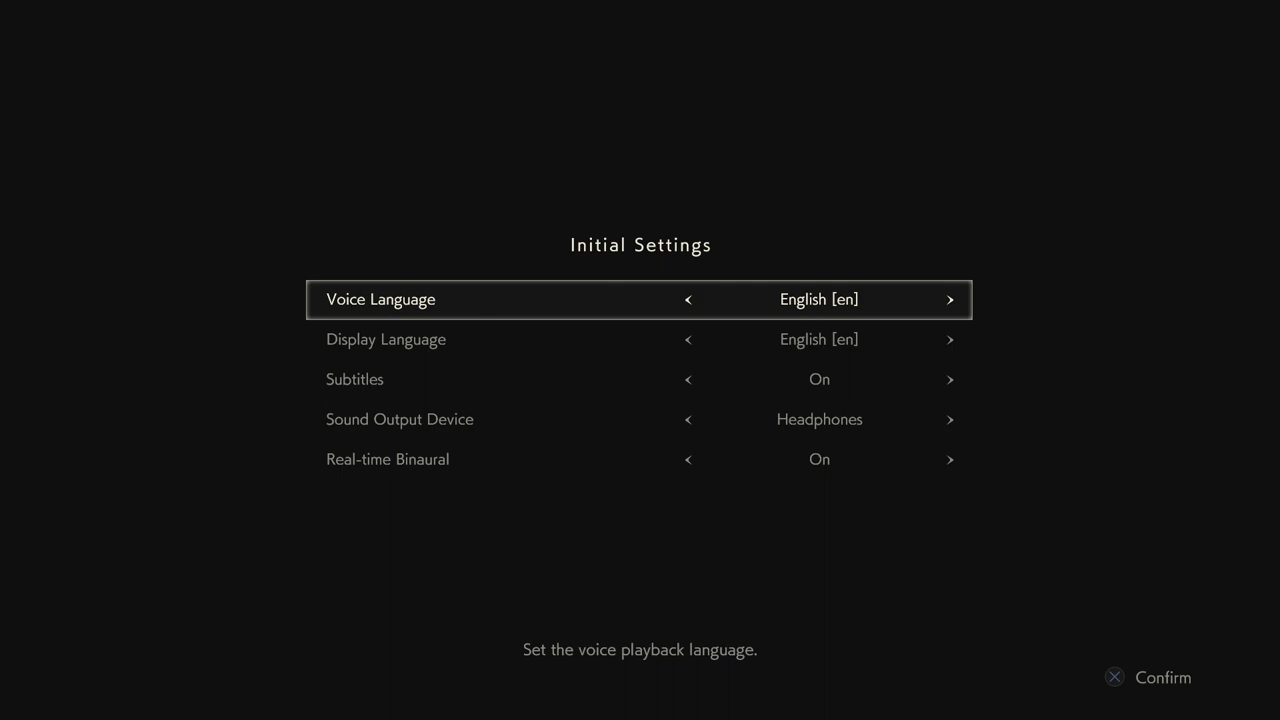 Initial Settings
Voice Language < English [en] >
Display Language < English [en] >
Subtitles < On >
Sound Output Device < Headphones >
Real-time Binaural < On >
Set the voice playback language.
Confirm